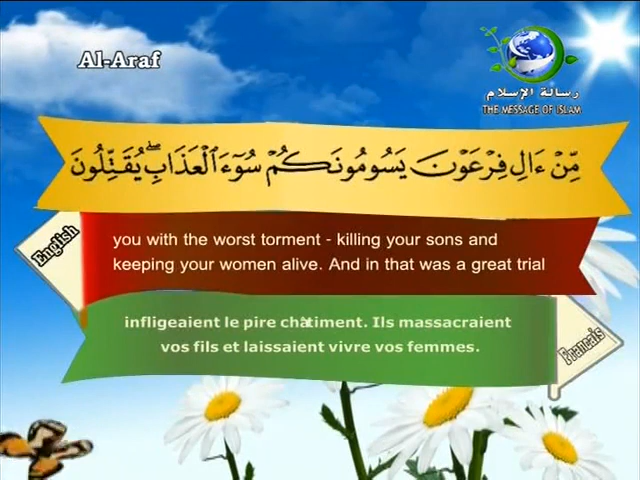 Al-Araf
رسالة الإسلام
THE MESSAGE OF ISLAM
مِّنْ ءَالِ فِرْعَوْنَ يَسُومُونَكُمْ سُوٓءَ ٱلْعَذَابِ ۖ يُقَتِّلُونَ
English
you with the worst torment - killing your sons and
keeping your women alive. And in that was a great trial
infligeaient le pire châtiment. Ils massacraient
vos fils et laissaient vivre vos femmes.
Francais